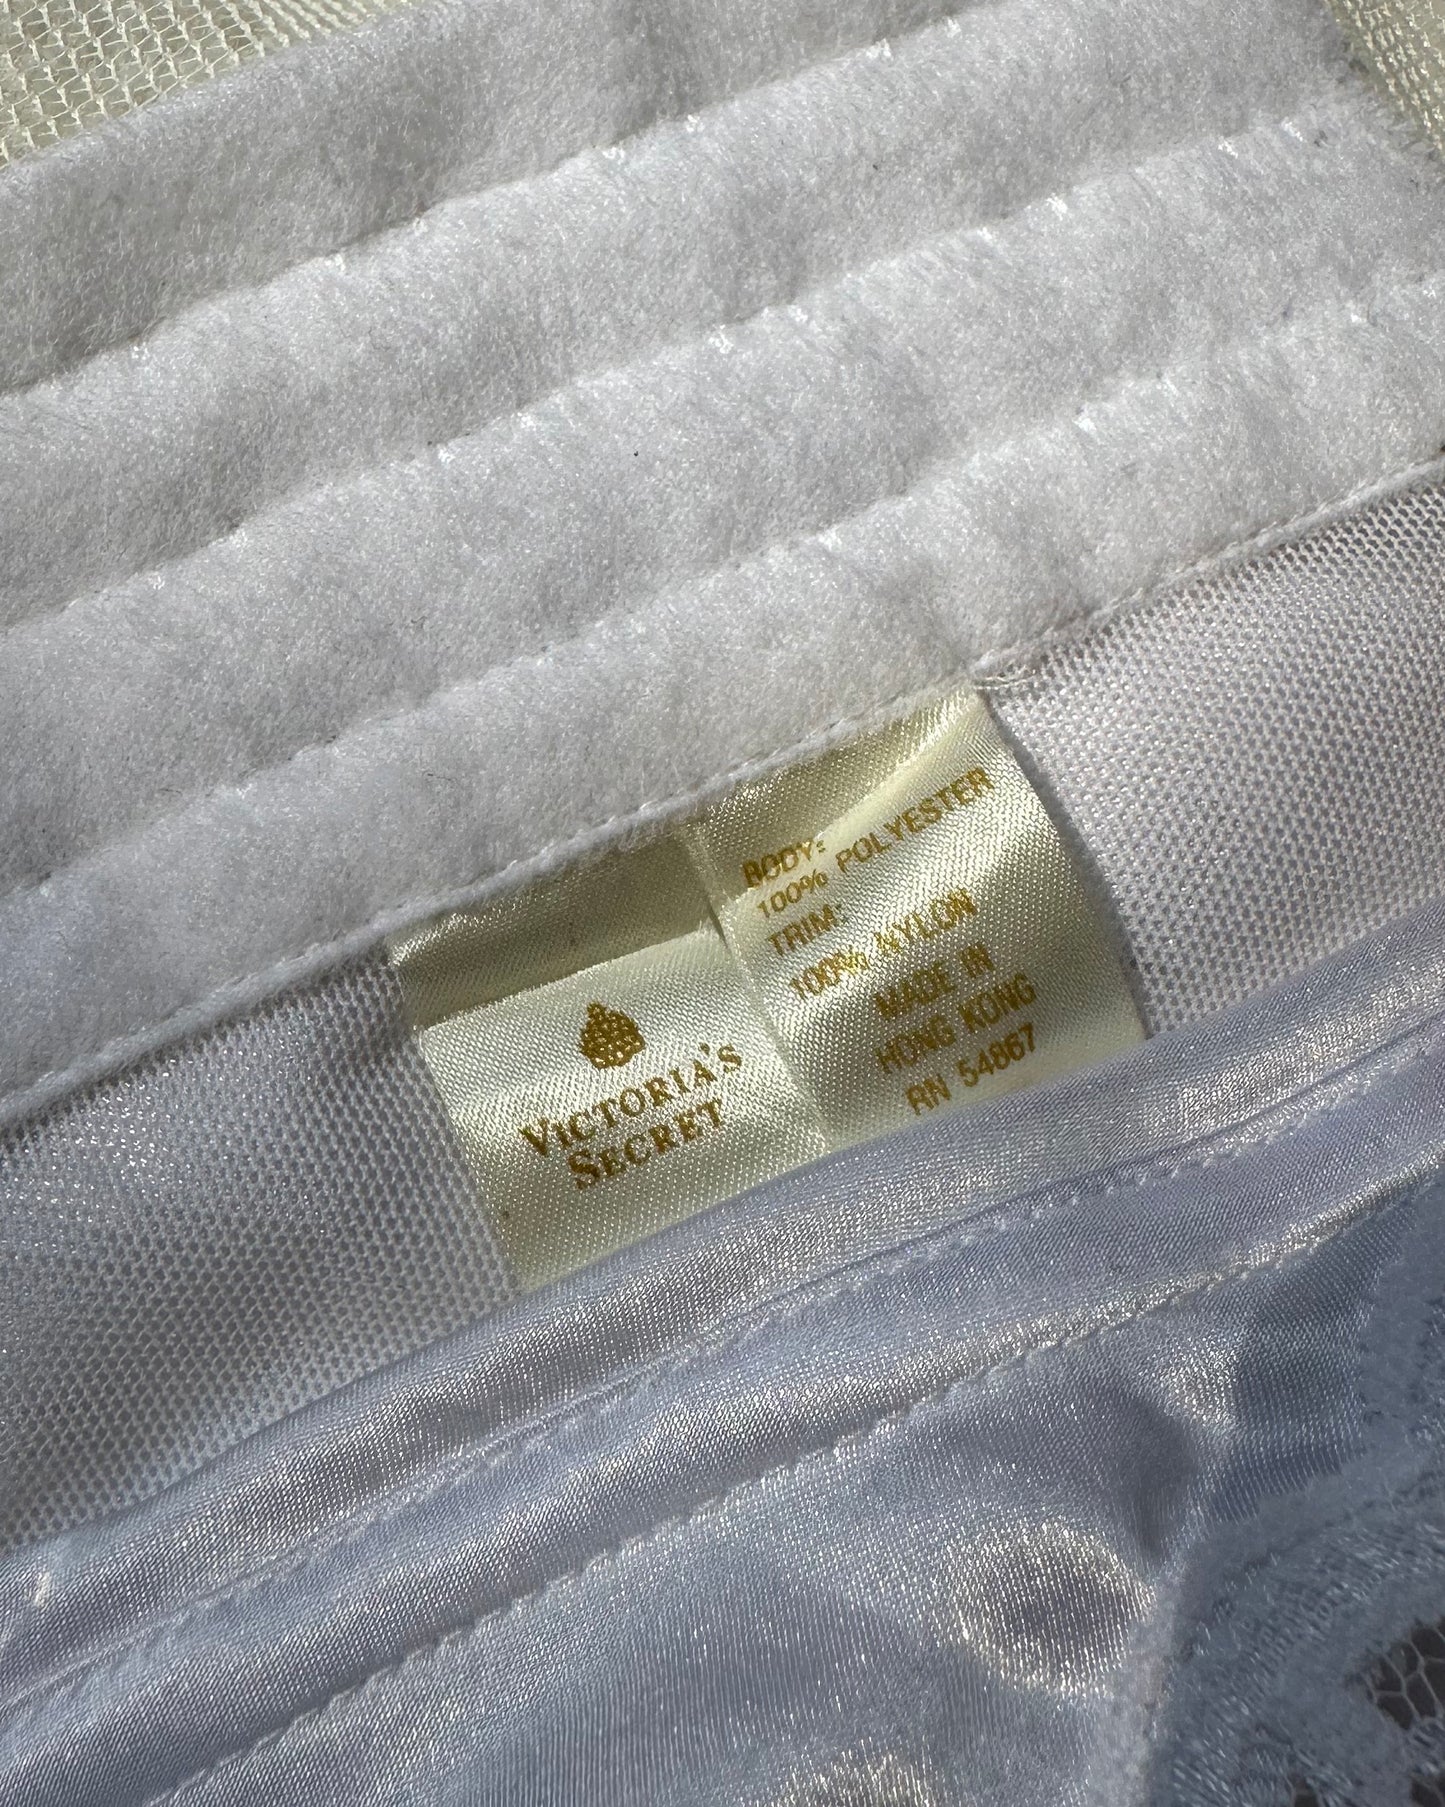 VICTORIA'S
SECRET
BODY:
100% POLYESTER
TRIM:
100% NYLON
MADE IN
HONG KONG
RN 54867